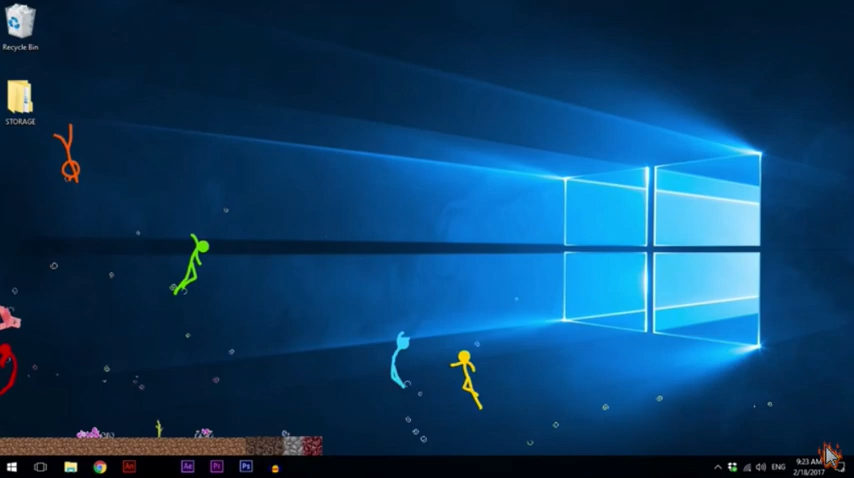 Recycle Bin
STORAGE
An
Ae
Pr
Ps
ENG
9:23 AM
2/18/2017